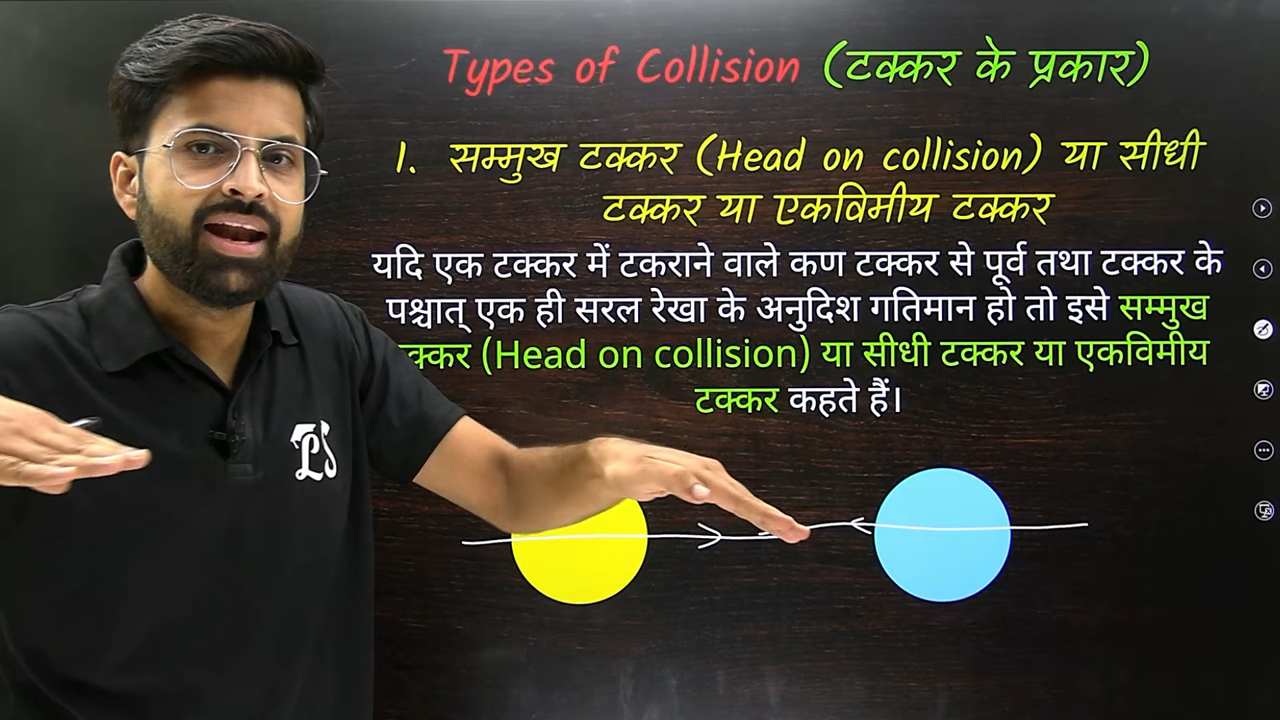 Types of Collision (टक्कर के प्रकार)
1. सम्मुख टक्कर (Head on collision) या सीधी
टक्कर या एकविमीय टक्कर
यदि एक टक्कर में टकराने वाले कण टक्कर से पूर्व तथा टक्कर के
पश्चात् एक ही सरल रेखा के अनुदिश गतिमान हो तो इसे सम्मुख
(Head on collision) या सीधी टक्कर या एकविमीय
टक्कर कहते हैं।